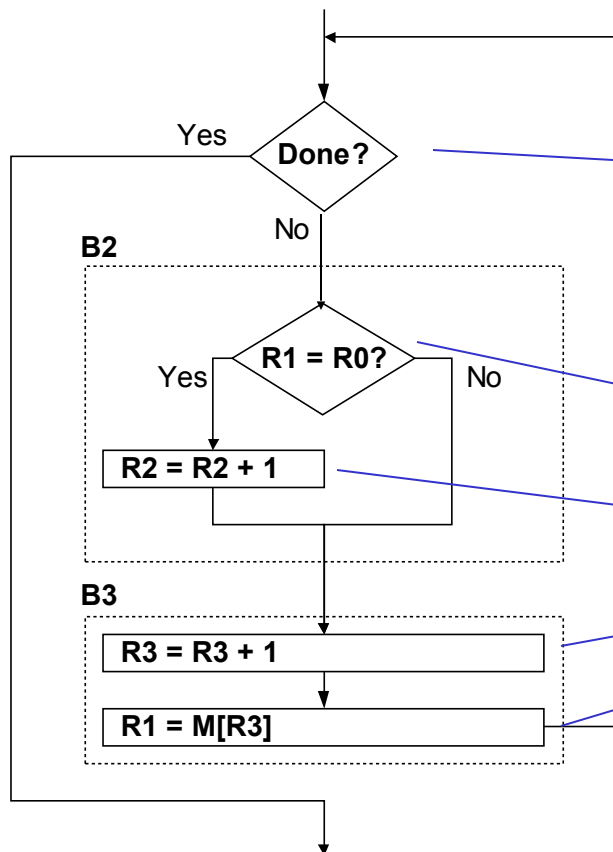 Yes
Done?
No
B2
R1 = R0?
Yes
No
R2 = R2 + 1
B3
R3 = R3 + 1
R1 = M[R3]